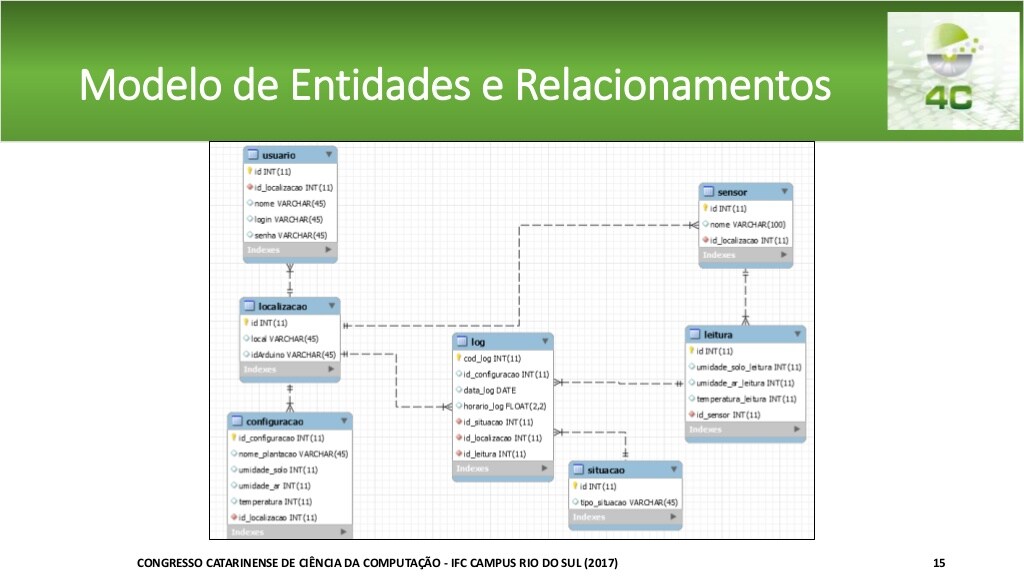 Modelo de Entidades e Relacionamentos
4C
usuario
id INT(11)
id_localizacao INT(11)
nome VARCHAR(45)
login VARCHAR(45)
senha VARCHAR(45)
Indexes
sensor
id INT(11)
nome VARCHAR(100)
id_localizacao INT(11)
Indexes
localizacao
id INT(11)
local VARCHAR(45)
idArduino VARCHAR(45)
Indexes
log
cod_log INT(11)
id_configuracao INT(11)
data_log DATE
horario_log FLOAT(2,2)
id_situacao INT(11)
id_localizacao INT(11)
id_leitura INT(11)
Indexes
leitura
id INT(11)
umidade_solo_leitura INT(11)
umidade_ar_leitura INT(11)
temperatura_leitura INT(11)
id_sensor INT(11)
Indexes
configuracao
id_configuracao INT(11)
nome_plantacao VARCHAR(45)
umidade_solo INT(11)
umidade_ar INT(11)
temperatura INT(11)
id_localizacao INT(11)
Indexes
situacao
id INT(11)
tipo_situacao VARCHAR(45)
Indexes
CONGRESSO CATARINENSE DE CIÊNCIA DA COMPUTAÇÃO - IFC CAMPUS RIO DO SUL (2017)
15